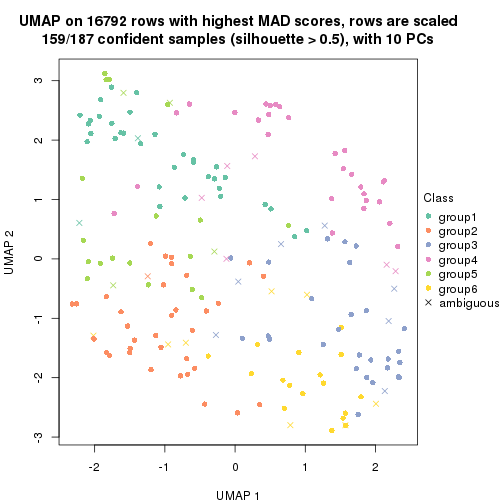 UMAP on 16792 rows with highest MAD scores, rows are scaled
159/187 confident samples (silhouette > 0.5), with 10 PCs
3
2
1
0
-1
-2
-3
UMAP 2
-2
-1
0
1
2
UMAP 1
Class
group1
group2
group3
group4
group5
group6
ambiguous